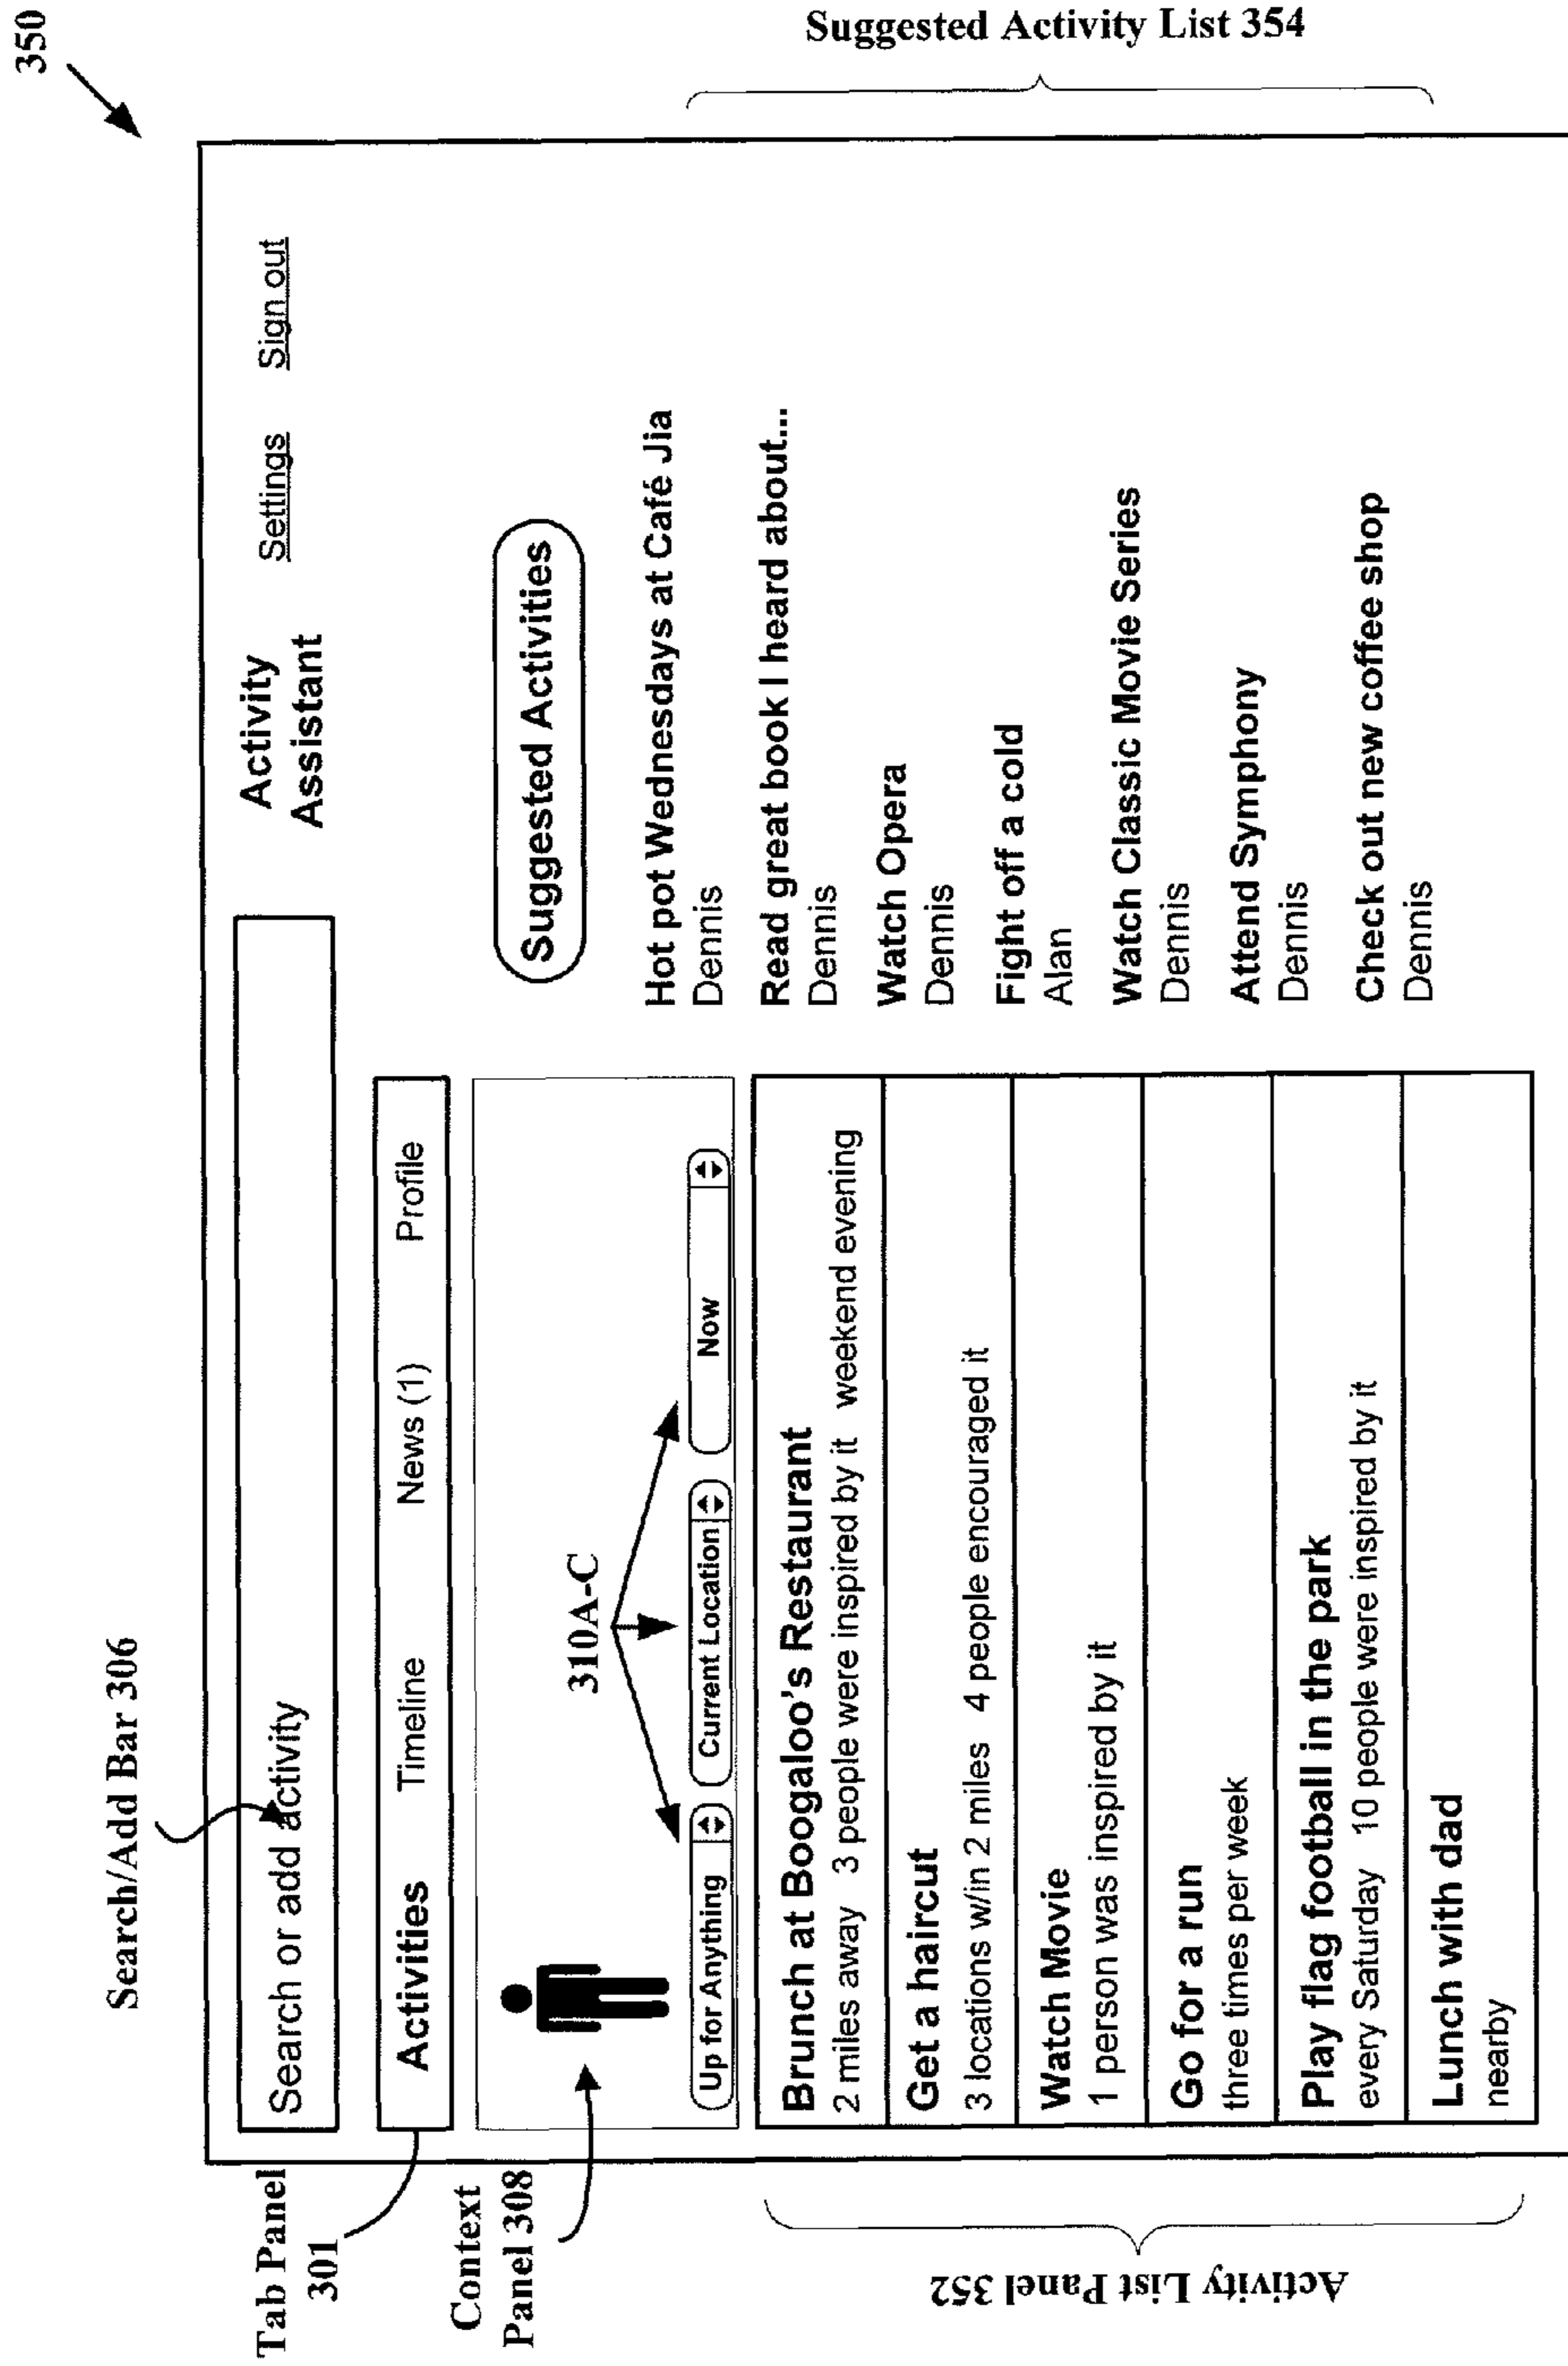 350
Search/Add Bar 306
Search or add activity
Activity
Assistant
Settings
Sign out
Tab Panel
301
Activities
Timeline
News (1)
Profile
Context
Panel 308
310A-C
Up for Anything
Current Location
Now
Suggested Activities
Activity List Panel 352
Brunch at Boogaloo's Restaurant
2 miles away 3 people were inspired by it weekend evening
Get a haircut
3 locations w/in 2 miles 4 people encouraged it
Watch Movie
1 person was inspired by it
Go for a run
three times per week
Play flag football in the park
every Saturday 10 people were inspired by it
Lunch with dad
nearby
Suggested Activity List 354
Hot pot Wednesdays at Café Jia
Dennis
Read great book I heard about...
Dennis
Watch Opera
Dennis
Fight off a cold
Alan
Watch Classic Movie Series
Dennis
Attend Symphony
Dennis
Check out new coffee shop
Dennis